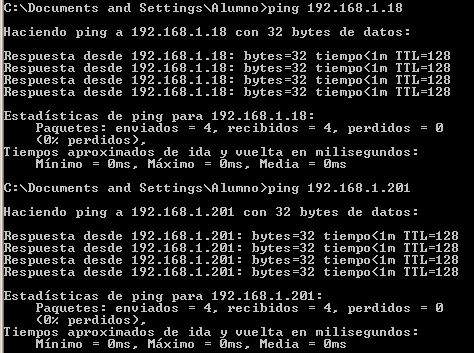 C:\Documents and Settings\Alumno>ping 192.168.1.18
Haciendo ping a 192.168.1.18 con 32 bytes de datos:
Respuesta desde 192.168.1.18: bytes=32 tiempo<1m TTL=128
Respuesta desde 192.168.1.18: bytes=32 tiempo<1m TTL=128
Respuesta desde 192.168.1.18: bytes=32 tiempo<1m TTL=128
Respuesta desde 192.168.1.18: bytes=32 tiempo<1m TTL=128
Estadísticas de ping para 192.168.1.18:
Paquetes: enviados = 4, recibidos = 4, perdidos = 0
(0% perdidos),
Tiempos aproximados de ida y vuelta en milisegundos:
Mínimo = 0ms, Máximo = 0ms, Media = 0ms
C:\Documents and Settings\Alumno>ping 192.168.1.201
Haciendo ping a 192.168.1.201 con 32 bytes de datos:
Respuesta desde 192.168.1.201: bytes=32 tiempo<1m TTL=128
Respuesta desde 192.168.1.201: bytes=32 tiempo<1m TTL=128
Respuesta desde 192.168.1.201: bytes=32 tiempo<1m TTL=128
Respuesta desde 192.168.1.201: bytes=32 tiempo<1m TTL=128
Estadísticas de ping para 192.168.1.201:
Paquetes: enviados = 4, recibidos = 4, perdidos = 0
(0% perdidos),
Tiempos aproximados de ida y vuelta en milisegundos:
Mínimo = 0ms, Máximo = 0ms, Media = 0ms